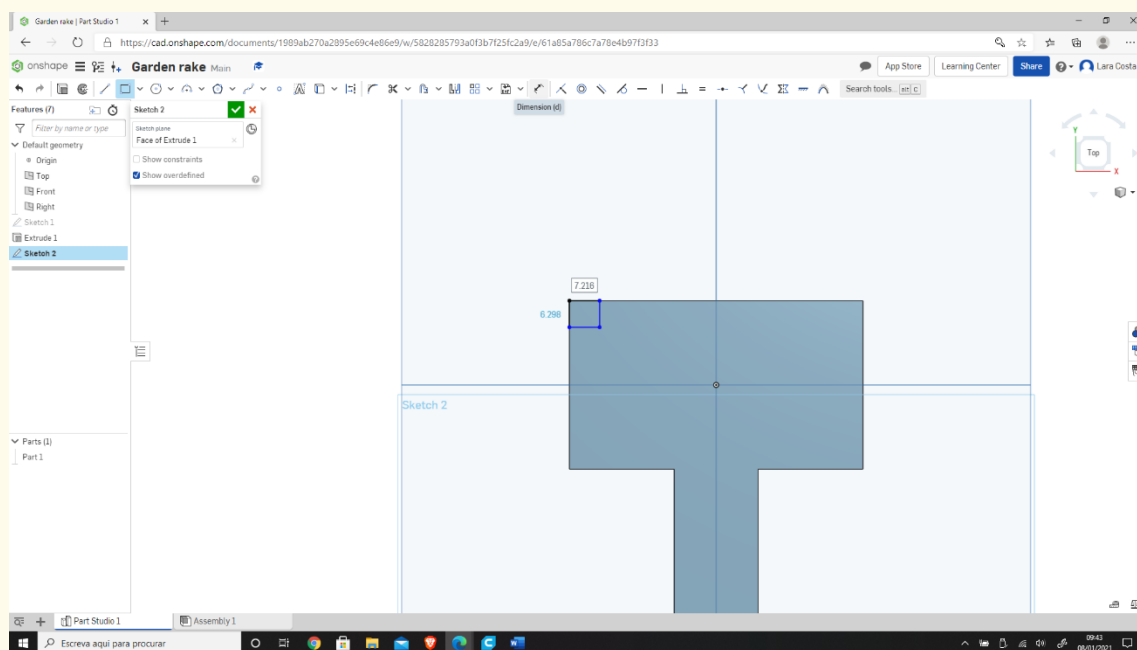 Garden rake | Part Studio 1
https://cad.onshape.com/documents/1989ab270a2895e69c4e86e9/w/5828285793a0f3b7f25fc2a9/e/61a85a786c7a78e4b97f3f33
onshape Garden rake Main App Store Learning Center Share Lara Costa
Search tools... alt C
Features (7) Sketch 2 Dimension (d)
Filter by name or type
Sketch plane
Face of Extrude 1
Default geometry
Origin
Show constraints
Top
Show overdefined
Front
Right
Sketch 1
Extrude 1
Sketch 2
Y
Top
X
7.216
6.298
Sketch 2
Parts (1)
Part 1
Part Studio 1 Assembly 1
Escreva aqui para procurar
09:43
08/01/2021